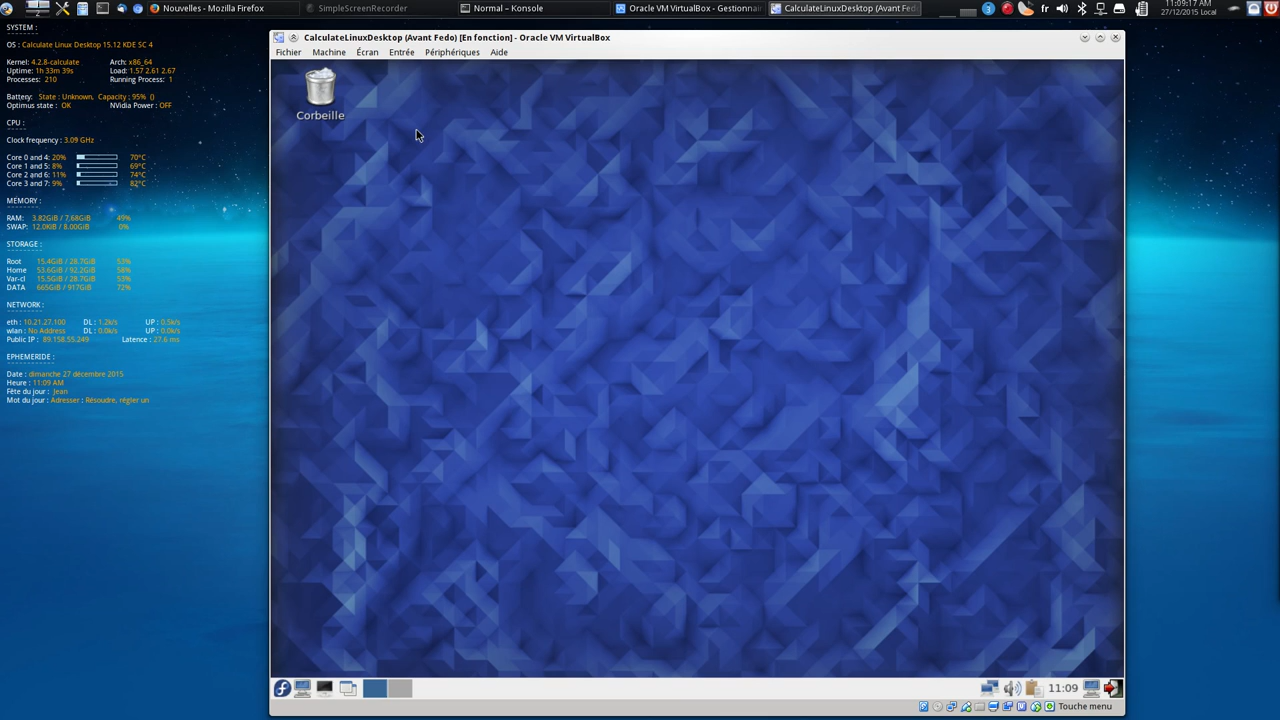 Nouvelles - Mozilla Firefox
SimpleScreenRecorder
Normal – Konsole
Oracle VM VirtualBox - Gestionna
CalculateLinuxDesktop (Avant Fedo
3
fr
11:09:17 AM
27/12/2015 Local
SYSTEM :
OS : Calculate Linux Desktop 15.12 KDE SC 4
Kernel: 4.2.8-calculate Arch: x86_64
Uptime: 1h 33m 39s Load: 1.57 2.61 2.67
Processes: 210 Running Process: 1
Battery: State : Unknown, Capacity : 95% ()
Optimus state : OK NVidia Power : OFF
CPU :
Clock frequency : 3.09 GHz
Core 0 and 4: 20% 70°C
Core 1 and 5: 8% 69°C
Core 2 and 6: 11% 74°C
Core 3 and 7: 9% 82°C
MEMORY :
RAM: 3.82GiB / 7.68GiB 49%
SWAP: 12.0KiB / 8.00GiB 0%
STORAGE :
Root 15.4GiB / 28.7GiB 53%
Home 53.6GiB / 92.2GiB 58%
Var-cl 15.5GiB / 28.7GiB 53%
DATA 665GiB / 917GiB 72%
NETWORK :
eth : 10.21.27.100 DL : 1.2k/s UP : 0.5k/s
wlan : No Address DL : 0.0k/s UP : 0.0k/s
Public IP : 89.158.55.249 Latence : 27.6 ms
EPHEMERIDE :
Date : dimanche 27 décembre 2015
Heure : 11:09 AM
Fête du jour : Jean
Mot du jour : Adresser : Résoudre, régler un
CalculateLinuxDesktop (Avant Fedo) [En fonction] - Oracle VM VirtualBox
Fichier Machine Écran Entrée Périphériques Aide
Corbeille
11:09
Touche menu